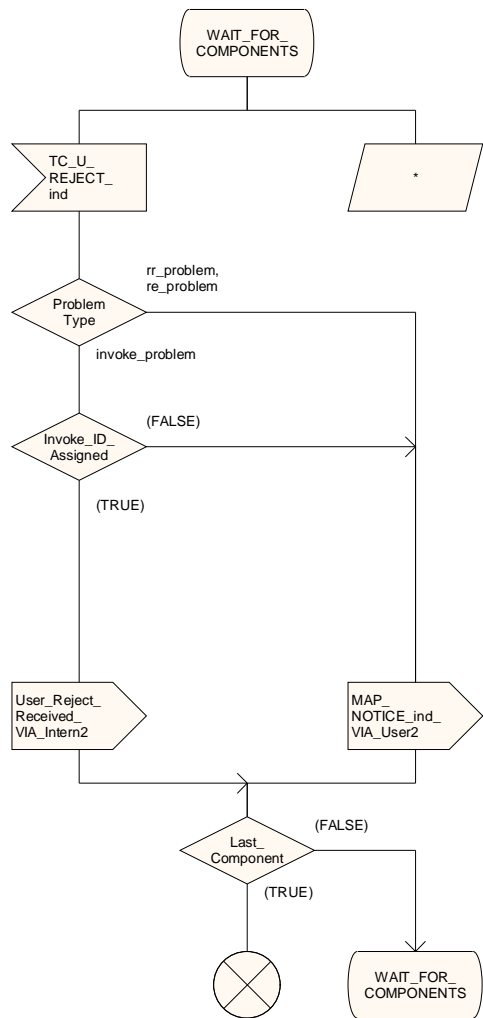 WAIT_FOR_
COMPONENTS
TC_U_
REJECT_
ind
*
rr_problem,
re_problem
Problem
Type
invoke_problem
(FALSE)
Invoke_ID_
Assigned
(TRUE)
User_Reject_
Received_
VIA_Intern2
MAP_
NOTICE_ind_
VIA_User2
(FALSE)
Last_
Component
(TRUE)
WAIT_FOR_
COMPONENTS